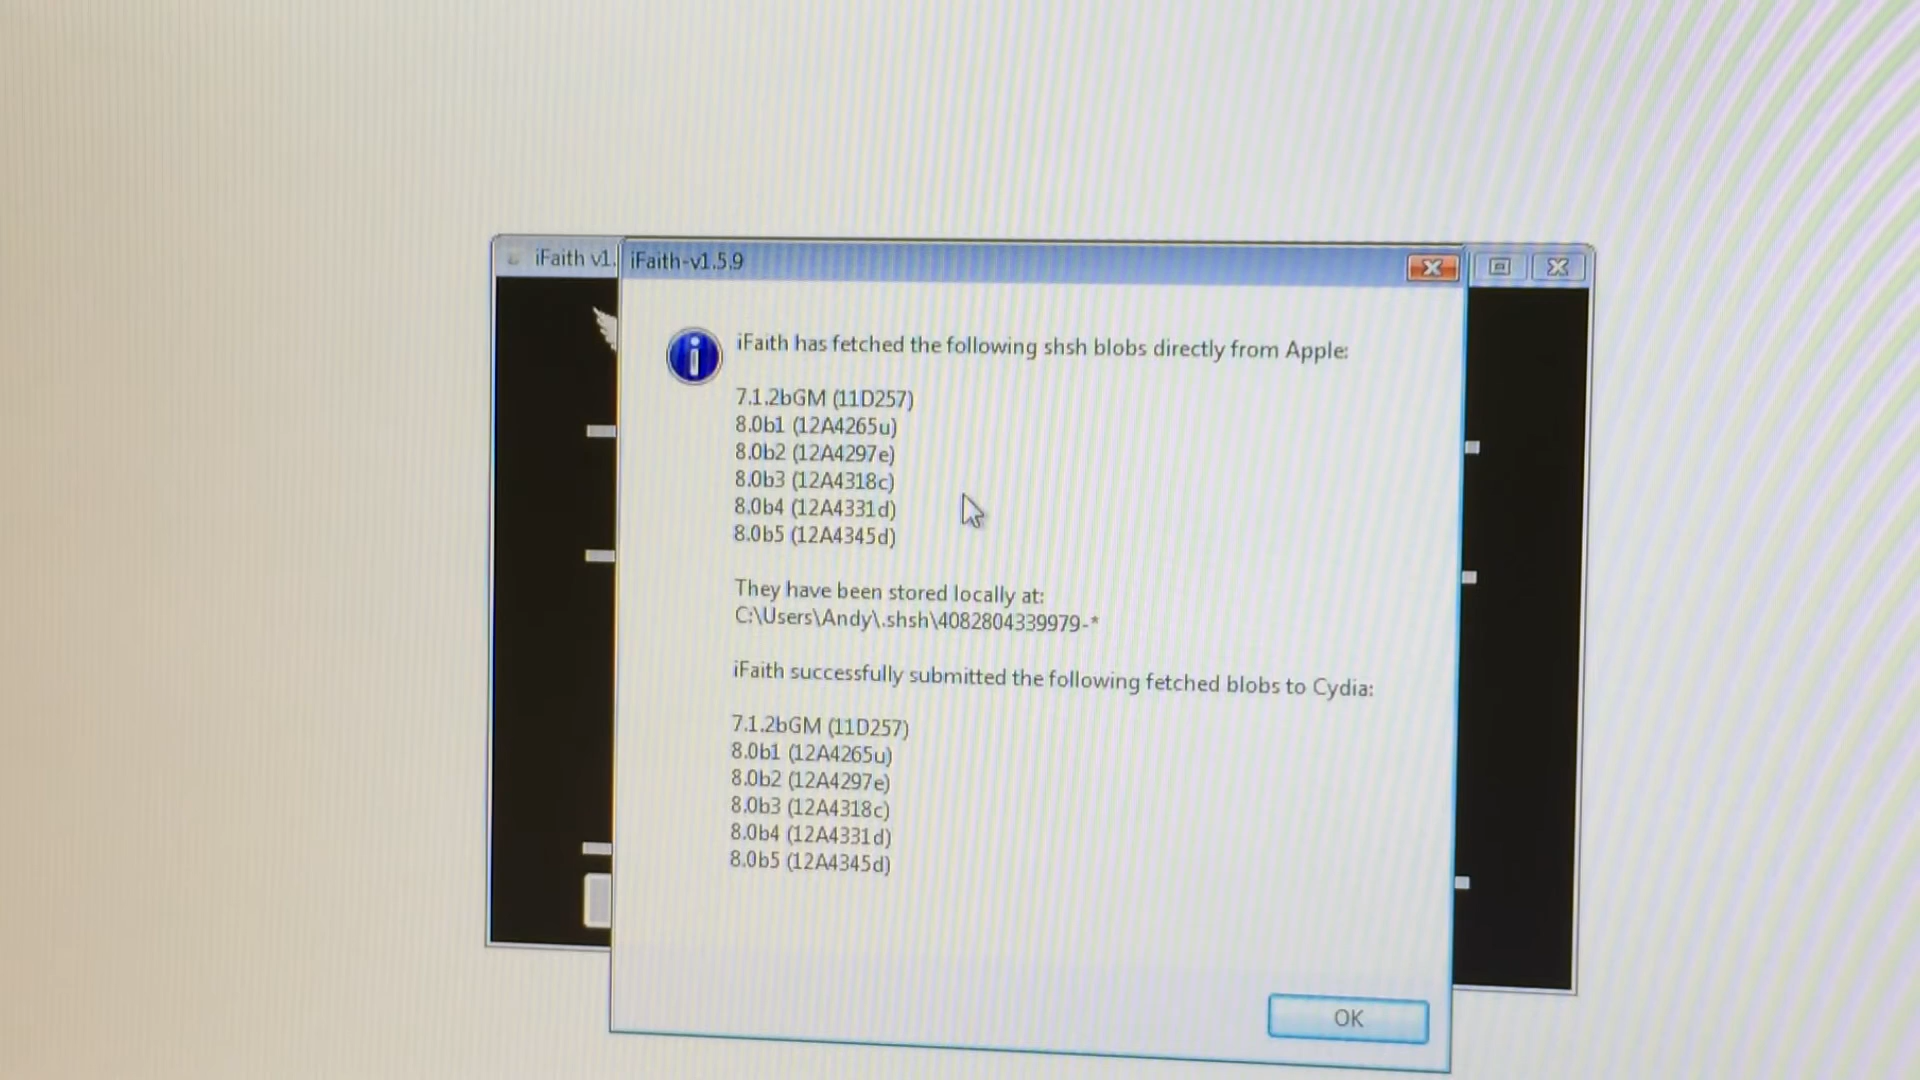 iFaith v1.
iFaith-v1.5.9
iFaith has fetched the following shsh blobs directly from Apple:
7.1.2bGM (11D257)
8.0b1 (12A4265u)
8.0b2 (12A4297e)
8.0b3 (12A4318c)
8.0b4 (12A4331d)
8.0b5 (12A4345d)
They have been stored locally at:
C:\Users\Andy\.shsh\4082804339979-*
iFaith successfully submitted the following fetched blobs to Cydia:
7.1.2bGM (11D257)
8.0b1 (12A4265u)
8.0b2 (12A4297e)
8.0b3 (12A4318c)
8.0b4 (12A4331d)
8.0b5 (12A4345d)
OK